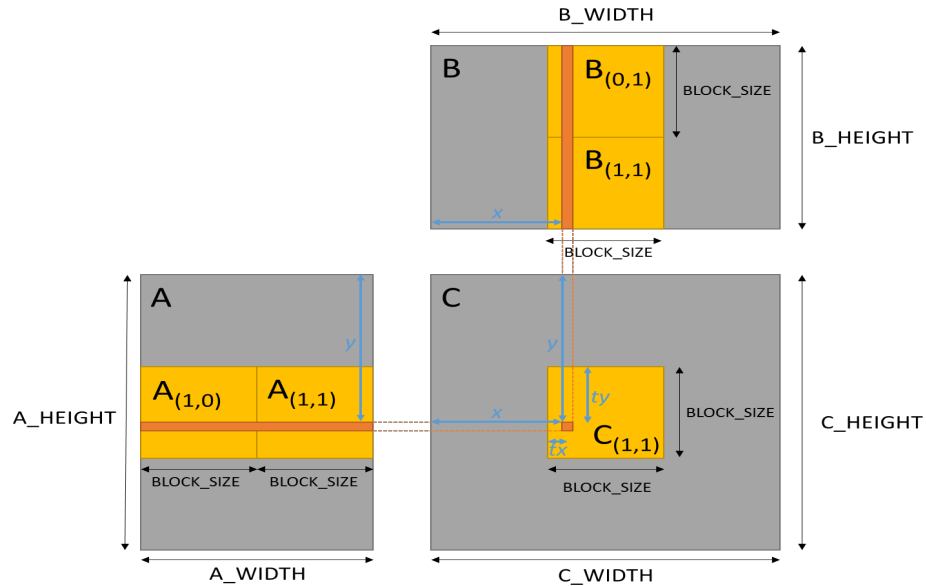 B_WIDTH
B
B(0,1)
BLOCK_SIZE
B_HEIGHT
B(1,1)
x
BLOCK_SIZE
A
y
C
y
A(1,0)
A(1,1)
ty
A_HEIGHT
BLOCK_SIZE
C_HEIGHT
x
C(1,1)
tx
BLOCK_SIZE
BLOCK_SIZE
BLOCK_SIZE
A_WIDTH
C_WIDTH